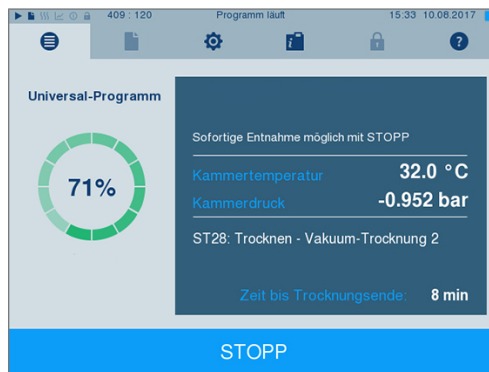 409 : 120 Programm läuft 15:33 10.08.2017
Universal-Programm
71%
Sofortige Entnahme möglich mit STOPP
Kammertemperatur 32.0 °C
Kammerdruck -0.952 bar
ST28: Trocknen - Vakuum-Trocknung 2
Zeit bis Trocknungsende: 8 min
STOPP